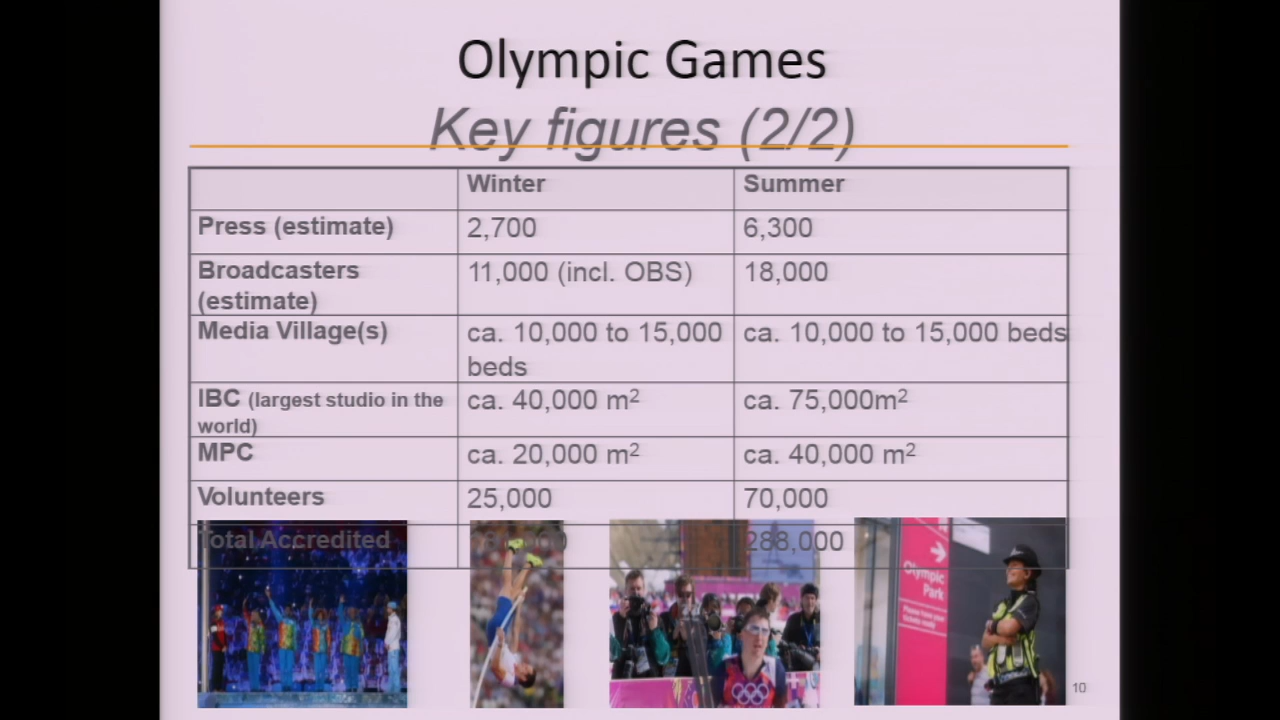 Olympic Games
Key figures (2/2)
Winter Summer
Press (estimate) 2,700 6,300
Broadcasters (estimate) 11,000 (incl. OBS) 18,000
Media Village(s) ca. 10,000 to 15,000 beds ca. 10,000 to 15,000 beds
IBC (largest studio in the world) ca. 40,000 m² ca. 75,000m²
MPC ca. 20,000 m² ca. 40,000 m²
Volunteers 25,000 70,000
Total Accredited 288,000
Olympic
Park
10